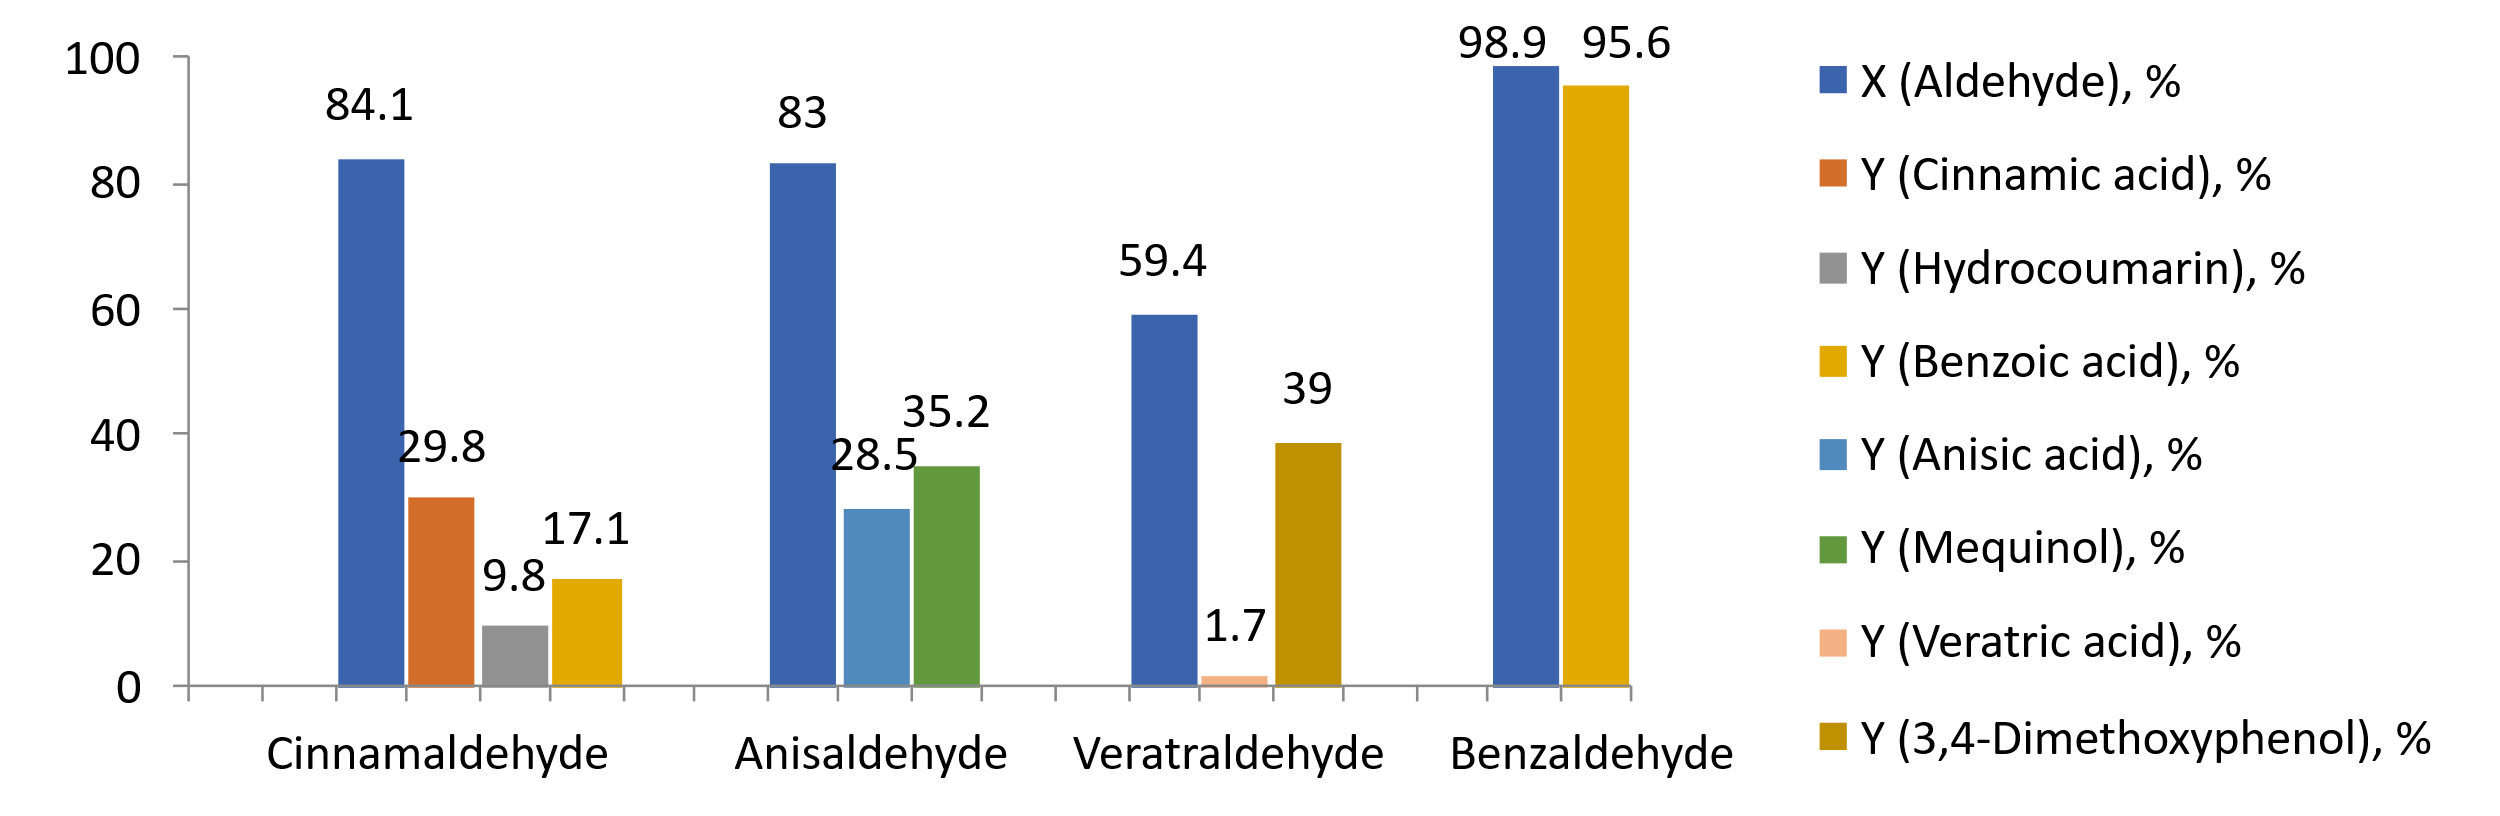 100
80
60
40
20
0
84.1
29.8
9.8
17.1
83
28.5
35.2
59.4
1.7
39
98.9
95.6
Cinnamaldehyde
Anisaldehyde
Veratraldehyde
Benzaldehyde
X (Aldehyde), %
Y (Cinnamic acid), %
Y (Hydrocoumarin), %
Y (Benzoic acid), %
Y (Anisic acid), %
Y (Mequinol), %
Y (Veratric acid), %
Y (3,4-Dimethoxyphenol), %